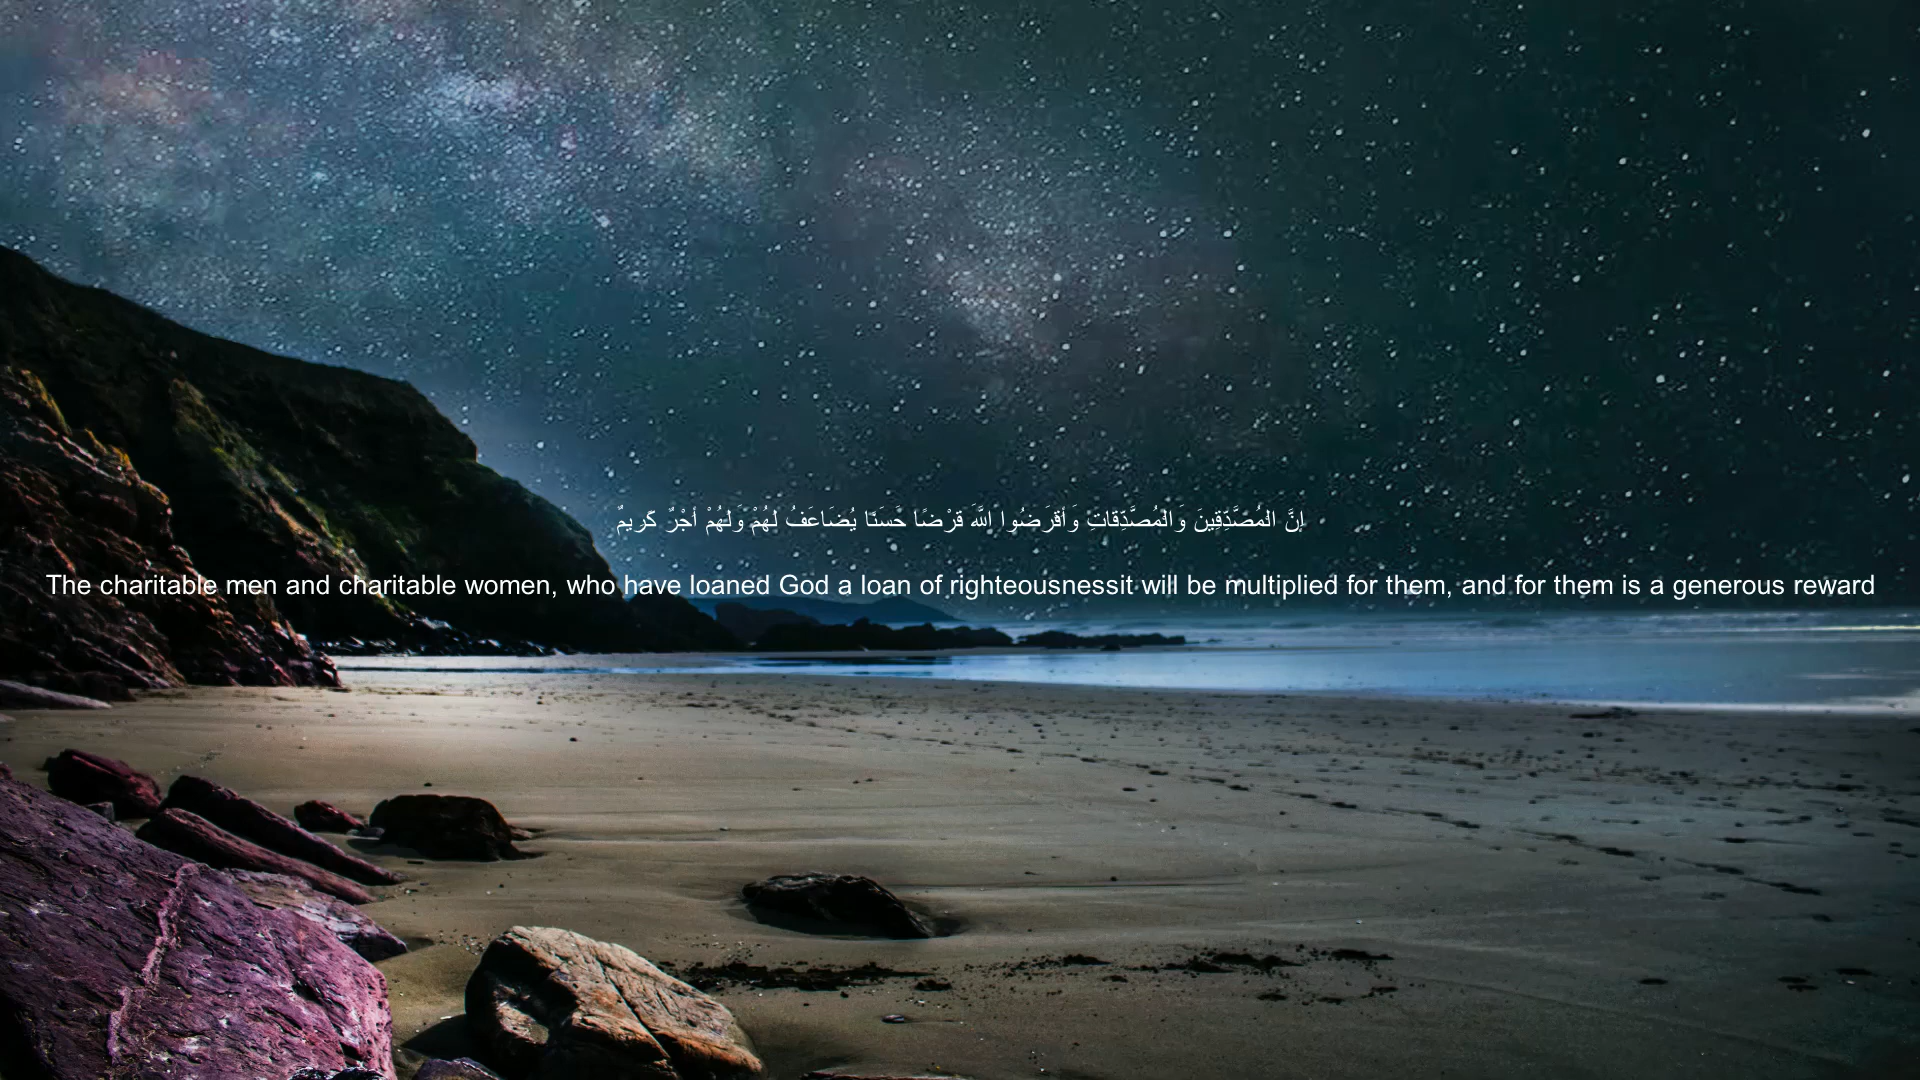 إِنَّ الْمُصَّدِّقِينَ وَالْمُصَّدِّقَاتِ وَأَقْرَضُوا اللَّهَ قَرْضًا حَسَنًا يُضَاعَفُ لَهُمْ وَلَهُمْ أَجْرٌ كَرِيمٌ
The charitable men and charitable women, who have loaned God a loan of righteousnessit will be multiplied for them, and for them is a generous reward